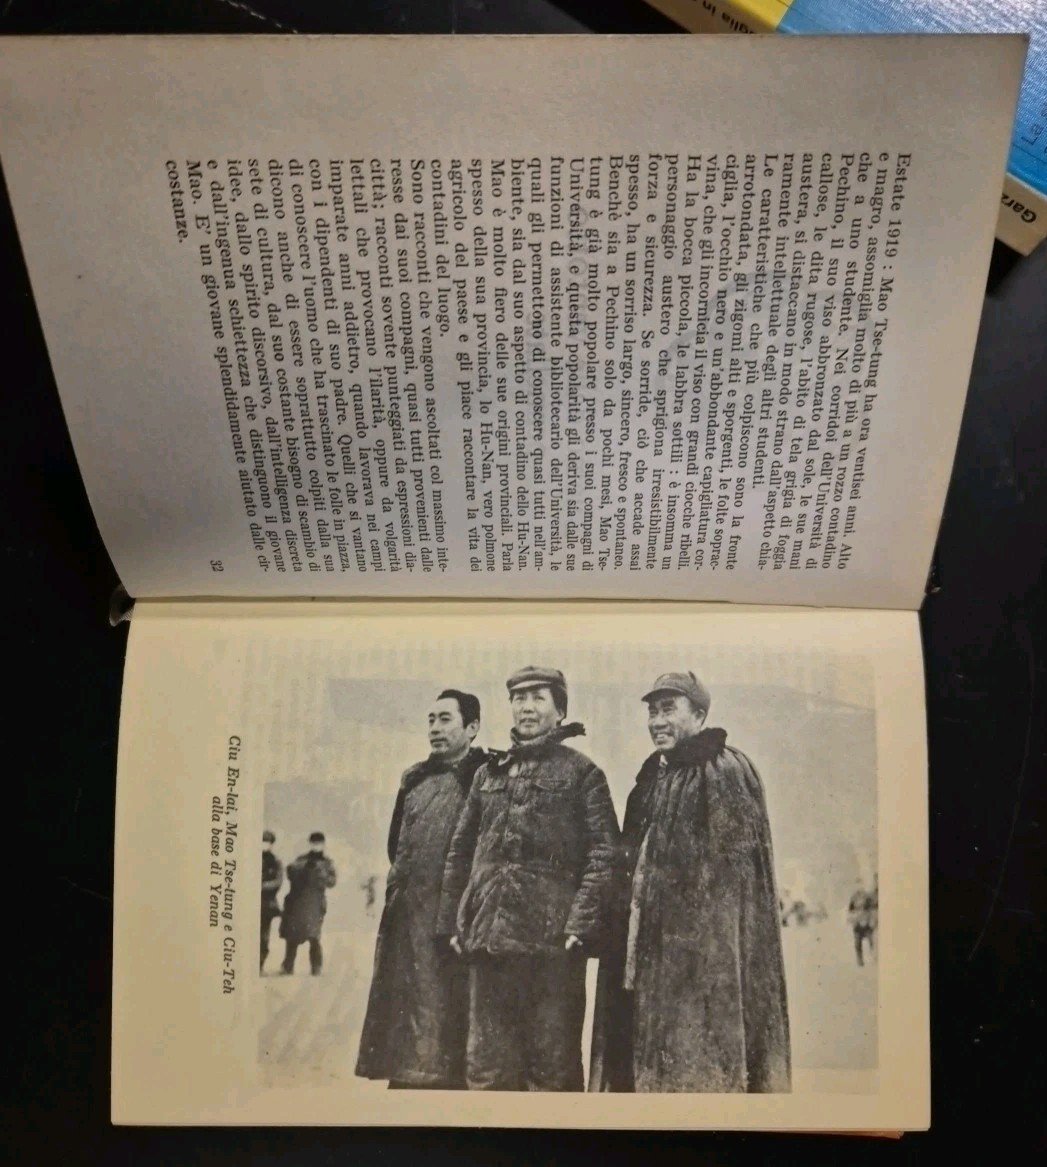 Estate 1919 : Mao Tse-tung ha ora ventisei anni. Alto
e magro, assomiglia molto di più a un rozzo contadino
che a uno studente. Nei corridoi dell'Università di
Pechino, il suo viso abbronzato dal sole, le sue mani
callose, le dita rugose, l'abito di tela grigia di foggia
austera, si distaccano in modo strano dall'aspetto chia-
ramente intellettuale degli altri studenti.
Le caratteristiche che più colpiscono sono la fronte
arrotondata, gli zigomi alti e sporgenti, le folte soprac-
ciglia, l'occhio nero e un'abbondante capigliatura cor-
vina, che gli incornicia il viso con grandi ciocche ribelli.
Ha la bocca piccola, le labbra sottili : è insomma un
personaggio austero che sprigiona irresistibilmente
forza e sicurezza. Se sorride, ciò che accade assai
spesso, ha un sorriso largo, sincero, fresco e spontaneo.
Benchè sia a Pechino solo da pochi mesi, Mao Tse-
tung è già molto popolare presso i suoi compagni di
Università, e questa popolarità gli deriva sia dalle sue
funzioni di assistente bibliotecario dell'Università, le
quali gli permettono di conoscere quasi tutti nell'am-
biente, sia dal suo aspetto di contadino dello Hu-Nan.
Mao è molto fiero delle sue origini provinciali. Parla
spesso della sua provincia, lo Hu-Nan, vero polmone
agricolo del paese e gli piace raccontare la vita dei
contadini del luogo.
Sono racconti che vengono ascoltati col massimo inte-
resse dai suoi compagni, quasi tutti provenienti dalle
città, racconti sovente punteggiati da espressioni dia-
lettali che provocano l'ilarità, oppure da volgarità
imparate anni addietro, quando lavorava nei campi
con i dipendenti di suo padre. Quelli che si vantano
di conoscere l'uomo che ha trascinato le folle in piazza,
dicono anche di essere soprattutto colpiti dalla sua
sete di cultura, dal suo costante bisogno di scambio di
idee, dallo spirito discorsivo, dall'intelligenza discreta
e dall'ingenua schiettezza che distinguono il giovane
Mao. E' un giovane splendidamente aiutato dalle cir-
costanze.
32
Ciu En-lai, Mao Tse-tung e Ciu-Teh
alla base di Yenan
glia in
Garz